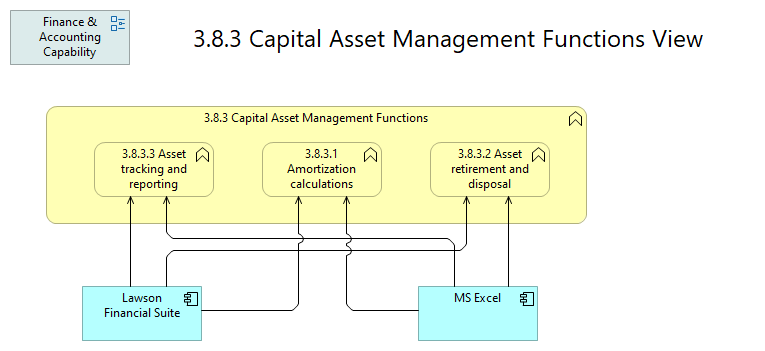 Finance &
Accounting
Capability
3.8.3 Capital Asset Management Functions View
3.8.3 Capital Asset Management Functions
3.8.3.3 Asset
tracking and
reporting
3.8.3.1
Amortization
calculations
3.8.3.2 Asset
retirement and
disposal
Lawson
Financial Suite
MS Excel